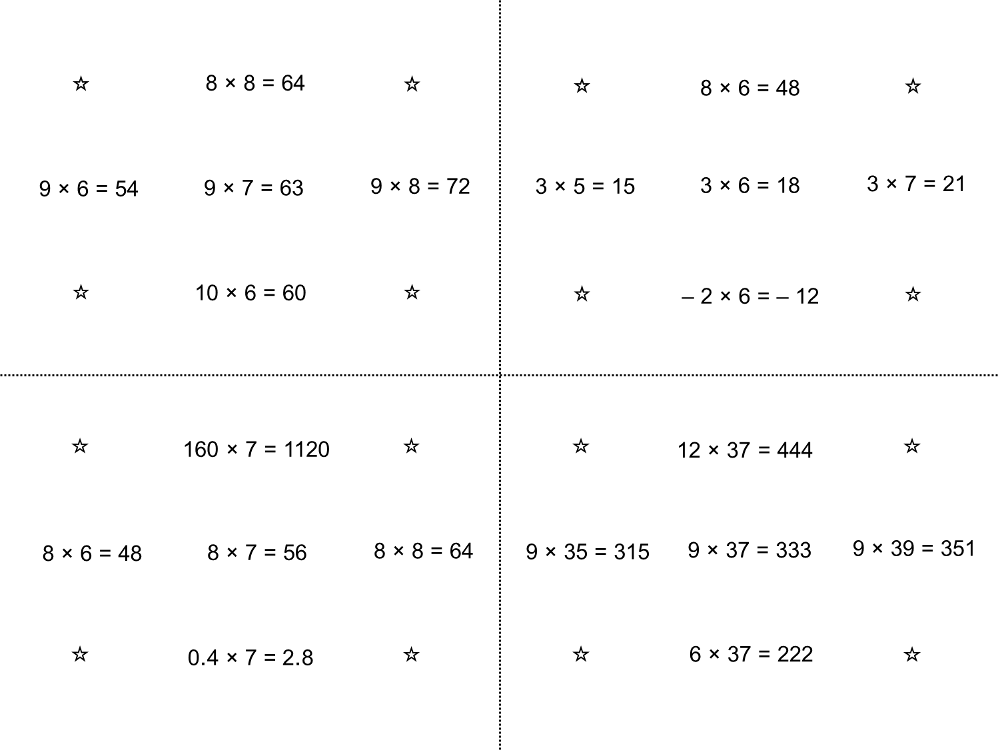 ☆ 8 × 8 = 64 ☆
9 × 6 = 54 9 × 7 = 63 9 × 8 = 72
☆ 10 × 6 = 60 ☆
☆ 8 × 6 = 48 ☆
3 × 5 = 15 3 × 6 = 18 3 × 7 = 21
☆ – 2 × 6 = – 12 ☆
☆ 160 × 7 = 1120 ☆
8 × 6 = 48 8 × 7 = 56 8 × 8 = 64
☆ 0.4 × 7 = 2.8 ☆
☆ 12 × 37 = 444 ☆
9 × 35 = 315 9 × 37 = 333 9 × 39 = 351
☆ 6 × 37 = 222 ☆